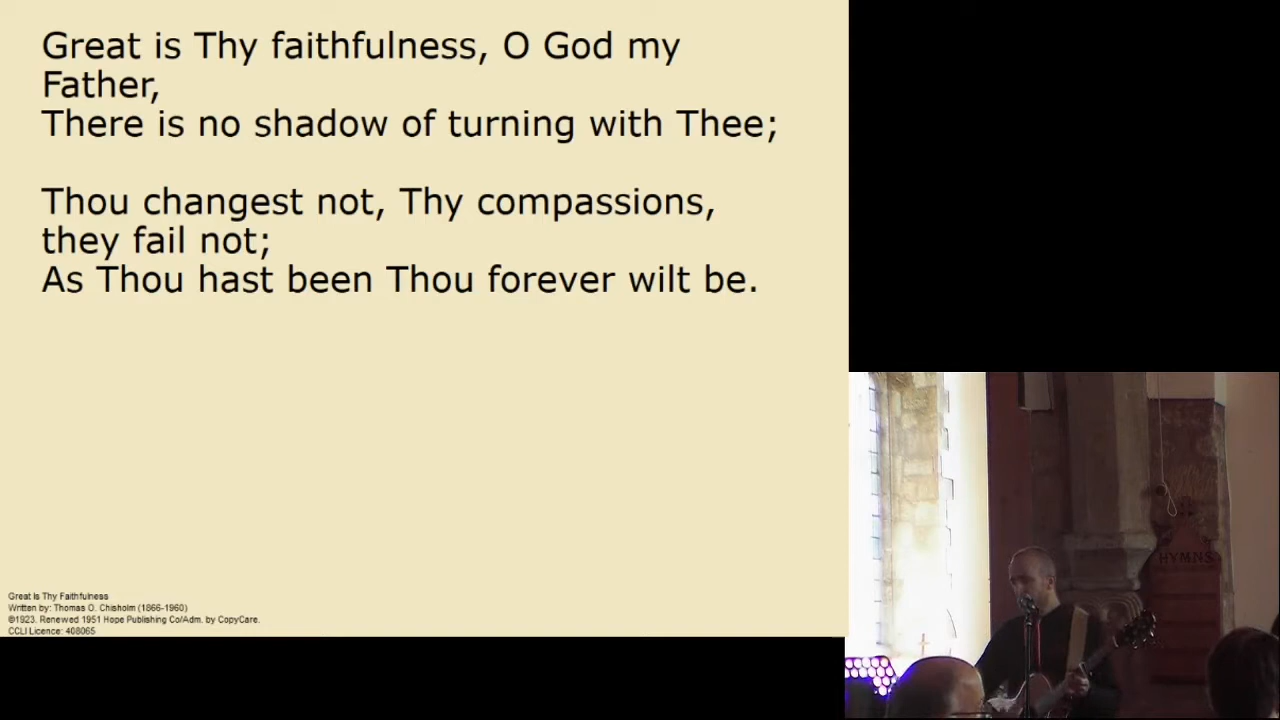 Great is Thy faithfulness, O God my
Father,
There is no shadow of turning with Thee;
Thou changest not, Thy compassions,
they fail not;
As Thou hast been Thou forever wilt be.
Great Is Thy Faithfulness
Written by: Thomas O. Chisholm (1866-1960)
©1923. Renewed 1951 Hope Publishing Co/Adm. by CopyCare.
CCLI Licence: 408065
HYMNS